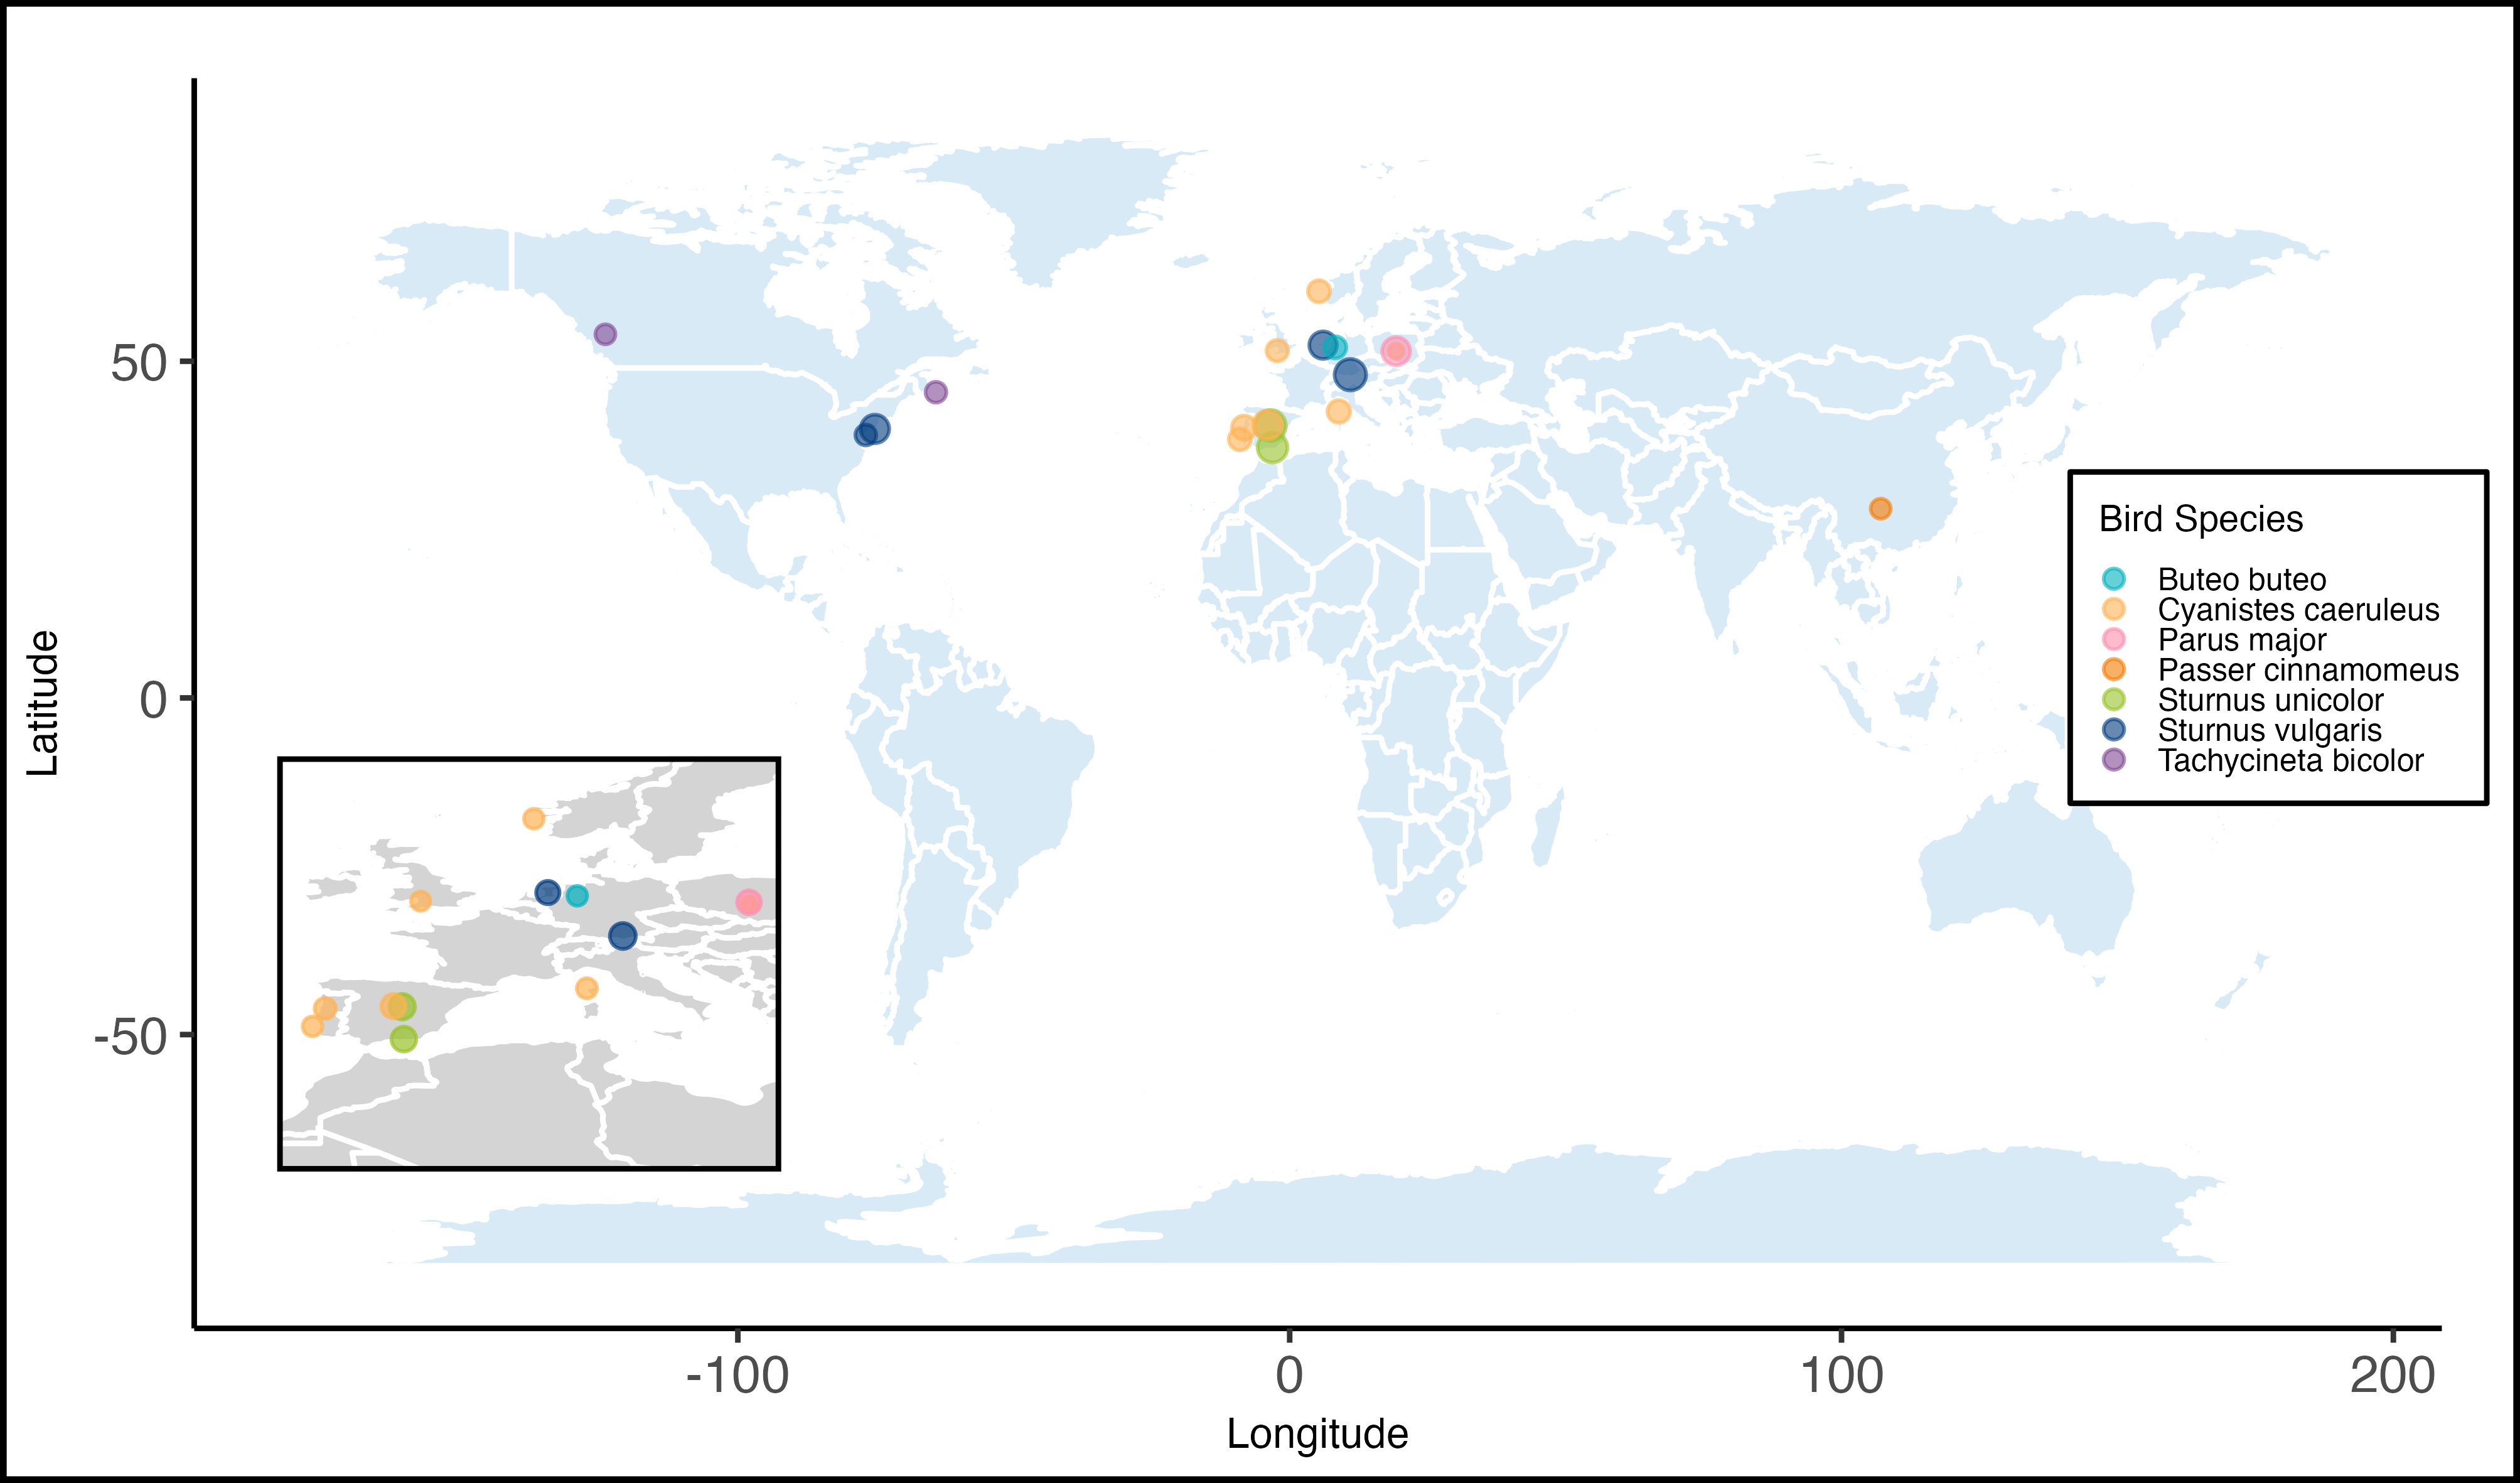 Latitude
50
0
-50
-100
0
100
200
Longitude
Bird Species
Buteo buteo
Cyanistes caeruleus
Parus major
Passer cinnamomeus
Sturnus unicolor
Sturnus vulgaris
Tachycineta bicolor